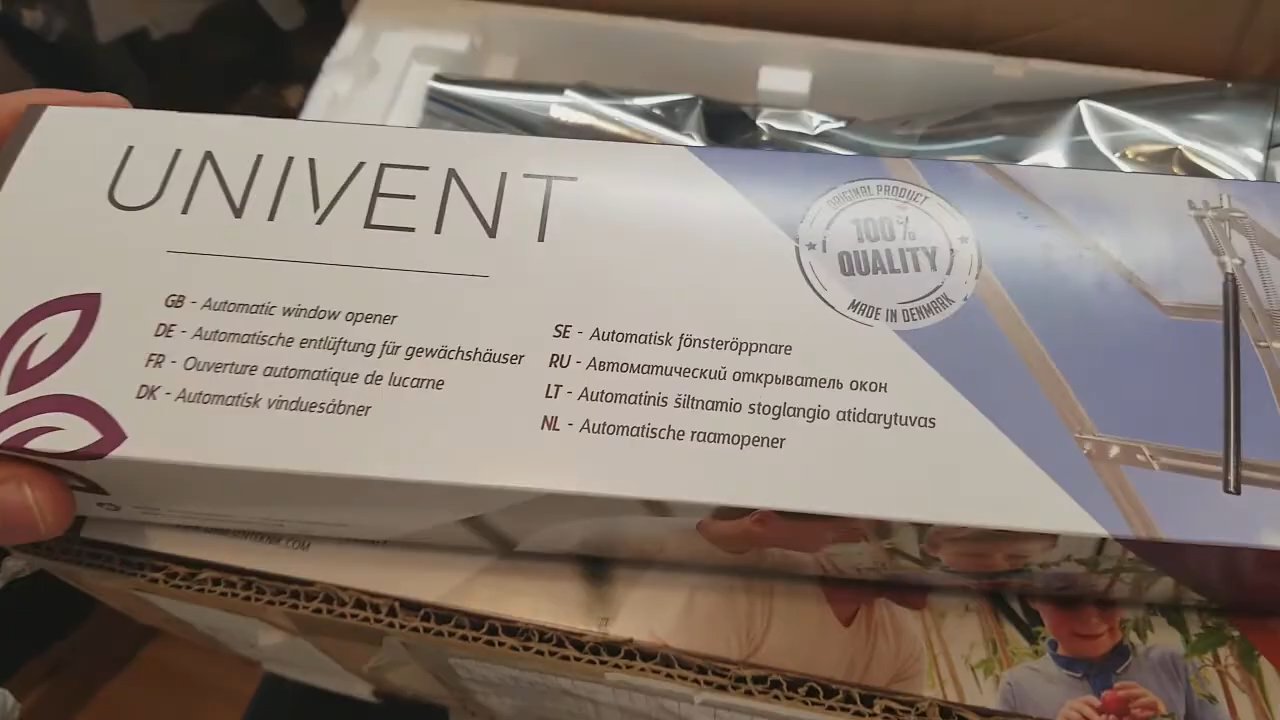 UNIVENT
GB - Automatic window opener
DE - Automatische entlüftung für gewächshäuser
FR - Ouverture automatique de lucarne
DK - Automatisk vinduesåbner
SE - Automatisk fönsteröppnare
RU - Автоматический открыватель окон
LT - Automatinis šiltnamio stoglangio atidarytuvas
NL - Automatische raamopener
ORIGINAL PRODUCT
100%
QUALITY
MADE IN DENMARK